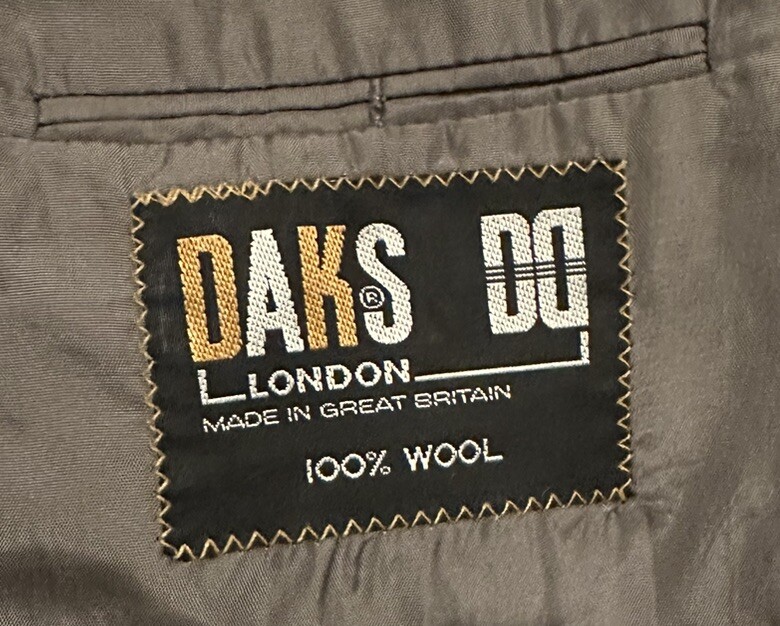 DAKS® DD
LONDON
MADE IN GREAT BRITAIN
100% WOOL